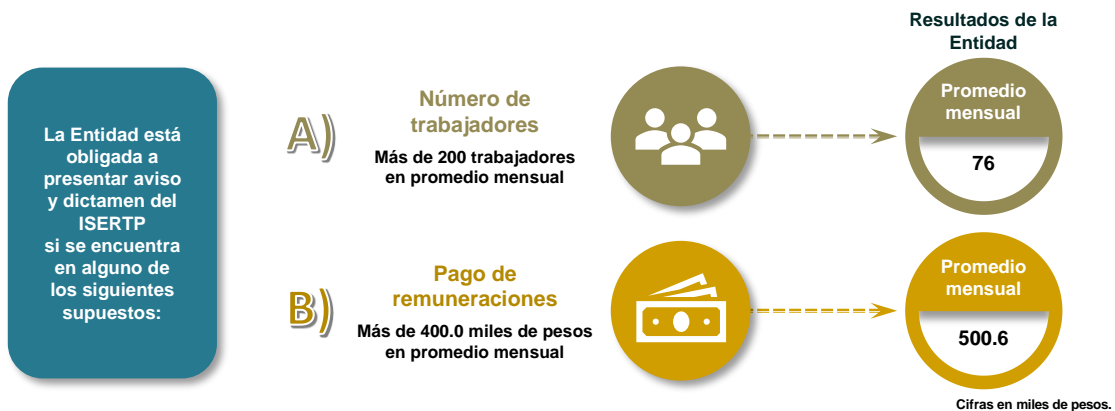 La Entidad está
obligada a
presentar aviso
y dictamen del
ISERTP
si se encuentra
en alguno de
los siguientes
supuestos:
A)
Número de
trabajadores
Más de 200 trabajadores
en promedio mensual
Resultados de la
Entidad
Promedio
mensual
76
B)
Pago de
remuneraciones
Más de 400.0 miles de pesos
en promedio mensual
Promedio
mensual
500.6
Cifras en miles de pesos.